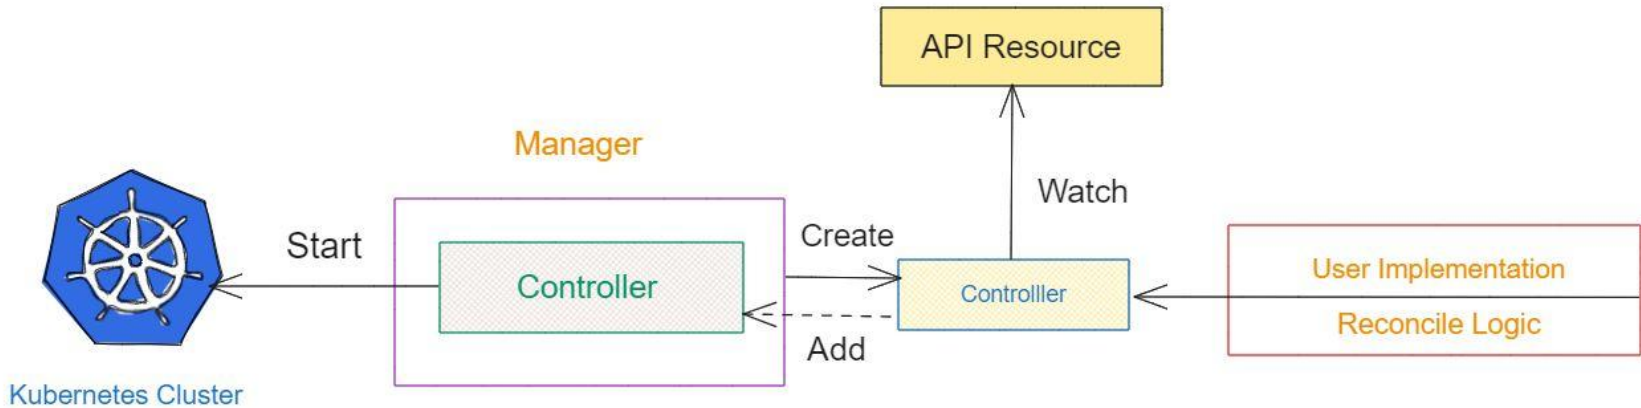 API Resource
Manager
Watch
Create
Start
Controller
Controlller
User Implementation
Reconcile Logic
Add
Kubernetes Cluster